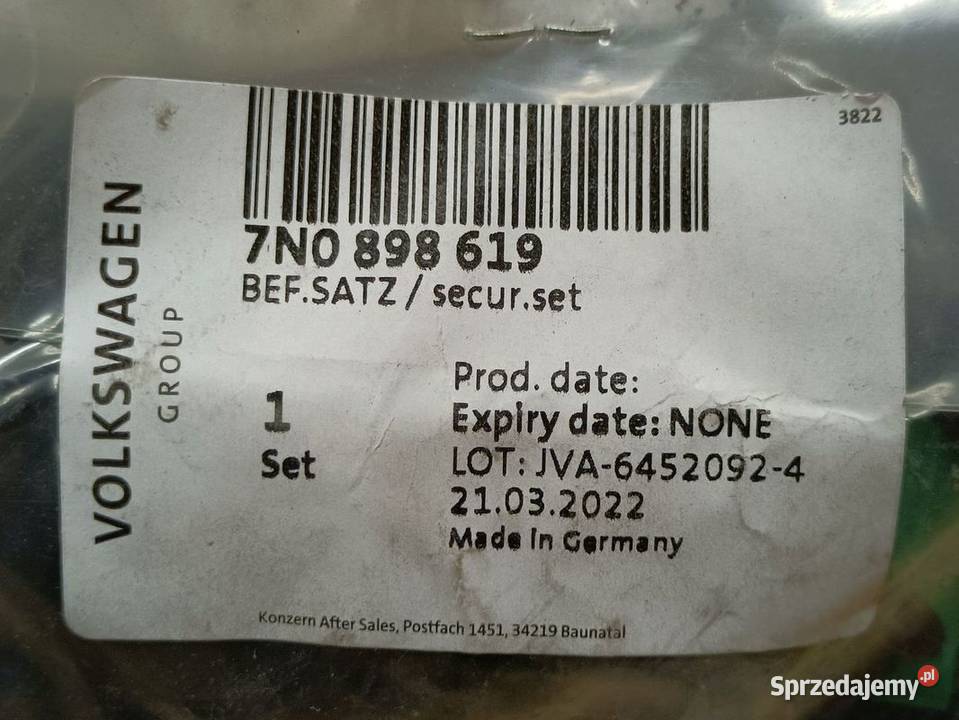 3822
VOLKSWAGEN
GROUP
7N0 898 619
BEF.SATZ / secur.set
1
Set
Prod. date:
Expiry date: NONE
LOT: JVA-6452092-4
21.03.2022
Made in Germany
Konzern After Sales, Postfach 1451, 34219 Baunatal
Sprzedajemy.pl